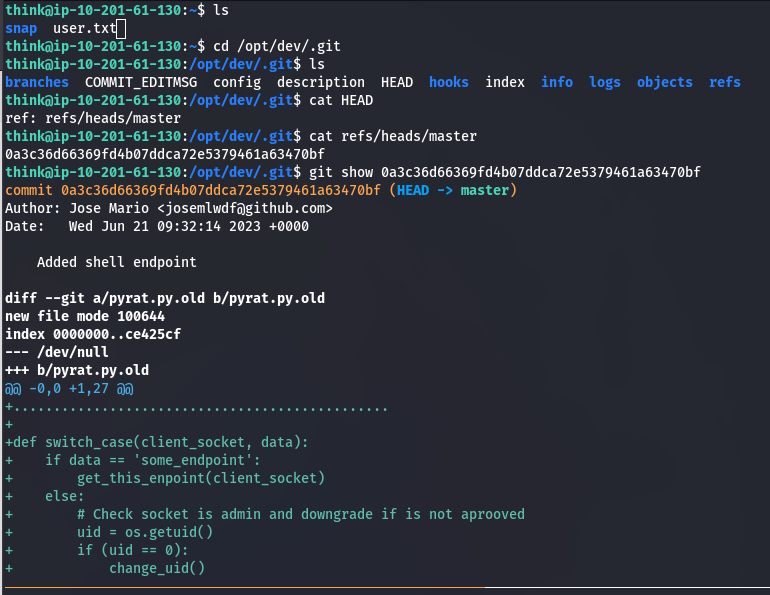 think@ip-10-201-61-130:~$ ls
snap  user.txt
think@ip-10-201-61-130:~$ cd /opt/dev/.git
think@ip-10-201-61-130:/opt/dev/.git$ ls
branches  COMMIT_EDITMSG  config  description  HEAD  hooks  index  info  logs  objects  refs
think@ip-10-201-61-130:/opt/dev/.git$ cat HEAD
ref: refs/heads/master
think@ip-10-201-61-130:/opt/dev/.git$ cat refs/heads/master
0a3c36d66369fd4b07ddca72e5379461a63470bf
think@ip-10-201-61-130:/opt/dev/.git$ git show 0a3c36d66369fd4b07ddca72e5379461a63470bf
commit 0a3c36d66369fd4b07ddca72e5379461a63470bf (HEAD -> master)
Author: Jose Mario <josemlwdf@github.com>
Date:   Wed Jun 21 09:32:14 2023 +0000

    Added shell endpoint

diff --git a/pyrat.py.old b/pyrat.py.old
new file mode 100644
index 0000000..ce425cf
--- /dev/null
+++ b/pyrat.py.old
@@ -0,0 +1,27 @@
+...............................................
+
+def switch_case(client_socket, data):
+    if data == 'some_endpoint':
+        get_this_enpoint(client_socket)
+    else:
+        # Check socket is admin and downgrade if is not aprooved
+        uid = os.getuid()
+        if (uid == 0):
+            change_uid()